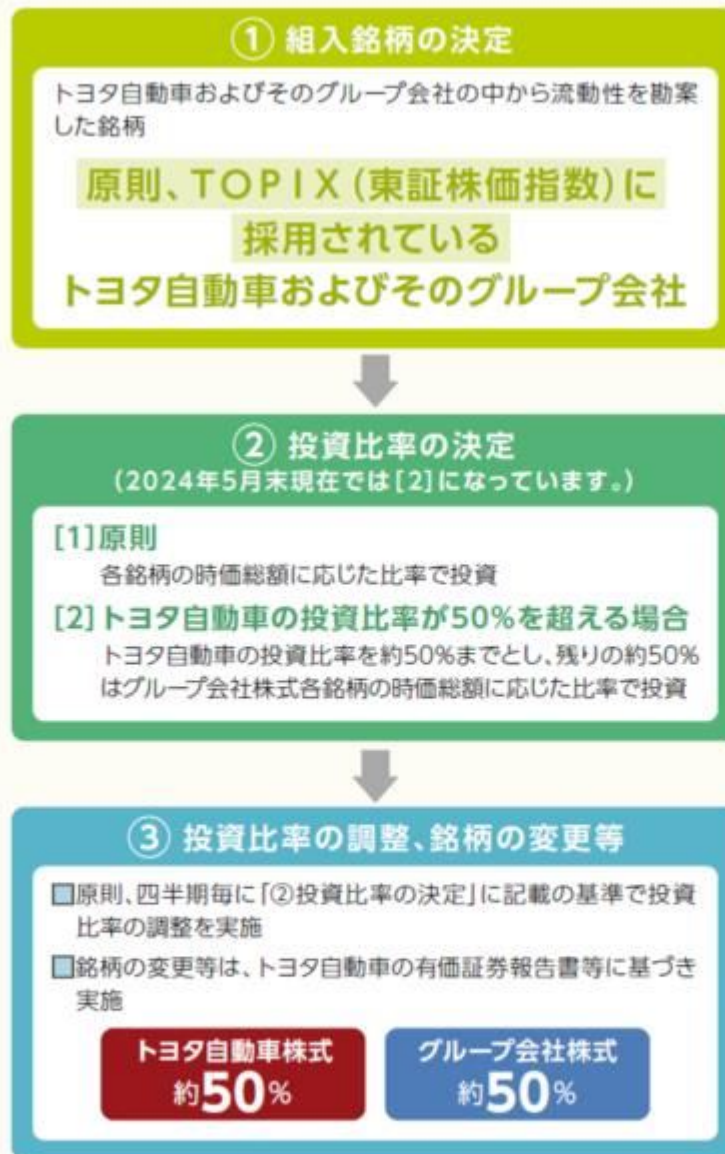 ① 組入銘柄の決定
トヨタ自動車およびそのグループ会社の中から流動性を勘案
した銘柄
原則、TOPIX(東証株価指数)に
採用されている
トヨタ自動車およびそのグループ会社
② 投資比率の決定
(2024年5月末現在では[2]になっています。)
[1]原則
各銘柄の時価総額に応じた比率で投資
[2]トヨタ自動車の投資比率が50%を超える場合
トヨタ自動車の投資比率を約50%までとし、残りの約50%
はグループ会社株式各銘柄の時価総額に応じた比率で投資
③ 投資比率の調整、銘柄の変更等
原則、四半期毎に「②投資比率の決定」に記載の基準で投資
比率の調整を実施
銘柄の変更等は、トヨタ自動車の有価証券報告書等に基づき
実施
トヨタ自動車株式
約50%
グループ会社株式
約50%